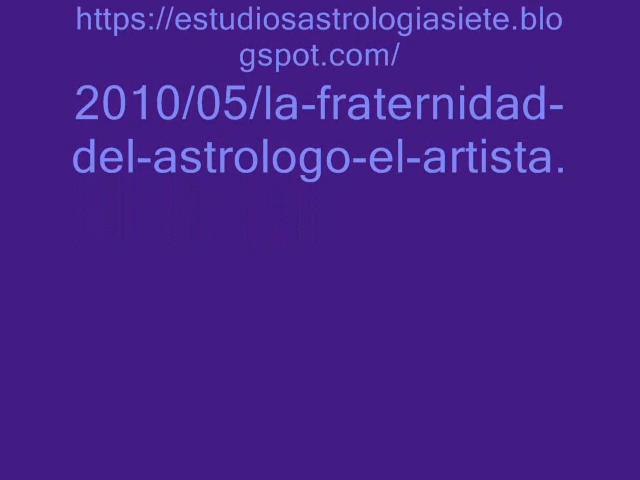 https://estudiosastrologiasiete.blo
gspot.com/
2010/05/la-fraternidad-
del-astrologo-el-artista.